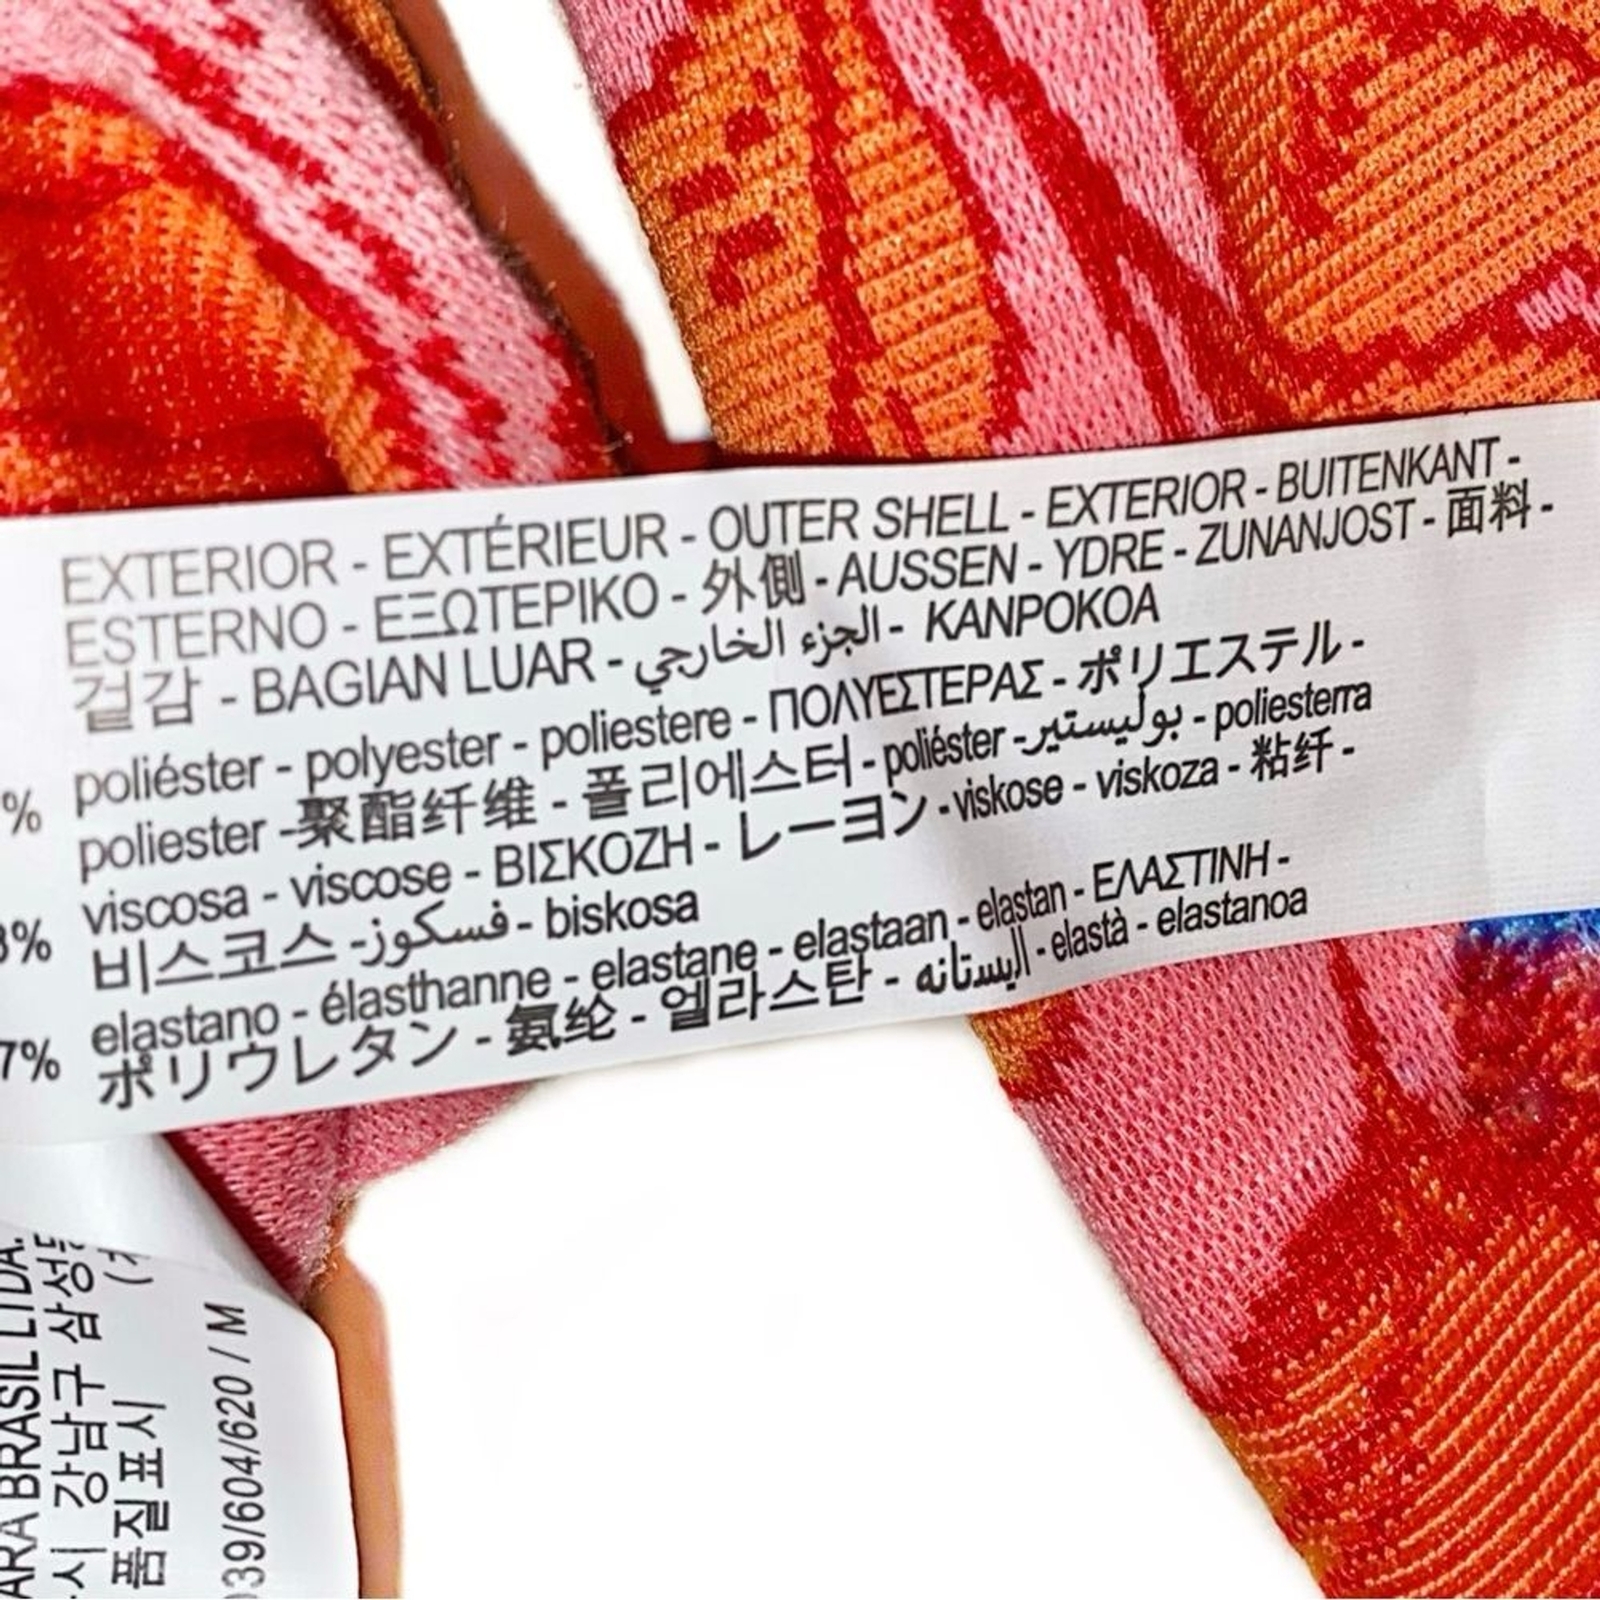 EXTERIOR - EXTÉRIEUR - OUTER SHELL - EXTERIOR - BUITENKANT -
ESTERNO - ΕΞΩΤΕΡΙΚΟ - 外側 - AUSSEN - YDRE - ZUNANJOST - 面料 -
겉감 - BAGIAN LUAR - الجزء الخارجي - KANPOKOA
% poliéster - polyester - poliestere - ΠΟΛΥΕΣΤΕΡΑΣ - ポリエステル -
poliester -聚酯纤维 - 폴리에스터 - poliéster -بوليستير - poliesterra
% viscosa - viscose - ΒΙΣΚΟΖΗ - レーヨン - viskose - viskoza - 粘纤 -
비스코스 -فسكوز - biskosa
7% elastano - élasthanne - elastane - elastaan - elastan - ΕΛΑΣΤΙΝΗ -
ポリウレタン - 氨纶 - 엘라스탄 - اليستانه - elastà - elastanoa
ARA BRASIL LTDA.
시 강남구 삼성
품질표시
39/604/620 / M